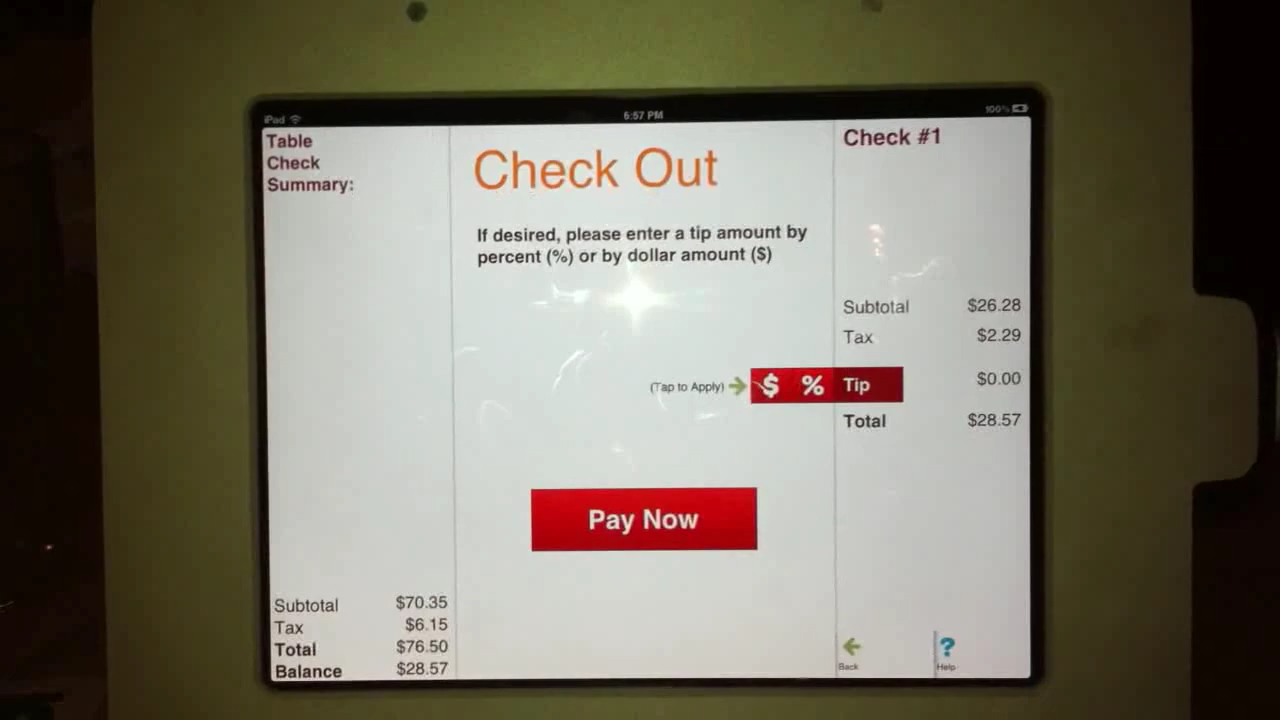 iPad
6:57 PM
100%
Table
Check
Summary:
Check Out
If desired, please enter a tip amount by
percent (%) or by dollar amount ($)
(Tap to Apply)
$ %
Pay Now
Check #1
Subtotal $26.28
Tax $2.29
Tip $0.00
Total $28.57
Subtotal $70.35
Tax $6.15
Total $76.50
Balance $28.57
Back
?
Help